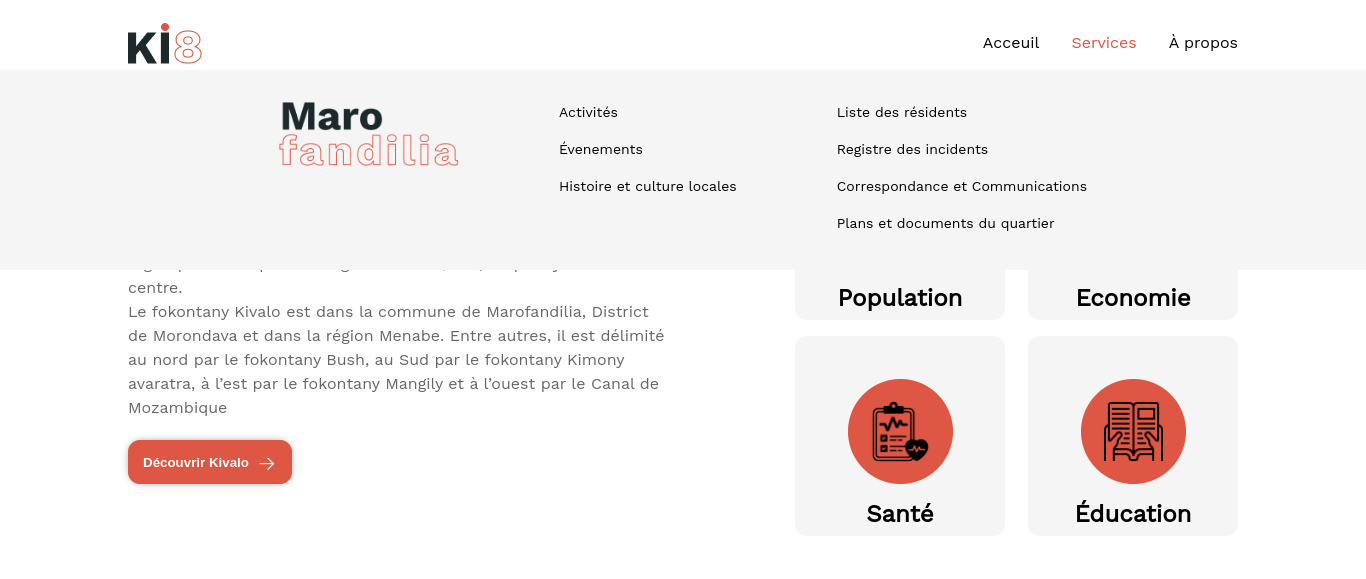 Ki8
Acceuil
Services
À propos
Maro
fandilia
Activités
Évenements
Histoire et culture locales
Liste des résidents
Registre des incidents
Correspondance et Communications
Plans et documents du quartier
centre.
Le fokontany Kivalo est dans la commune de Marofandilia, District
de Morondava et dans la région Menabe. Entre autres, il est délimité
au nord par le fokontany Bush, au Sud par le fokontany Kimony
avaratra, à l’est par le fokontany Mangily et à l’ouest par le Canal de
Mozambique
Découvrir Kivalo
Population
Economie
Santé
Éducation